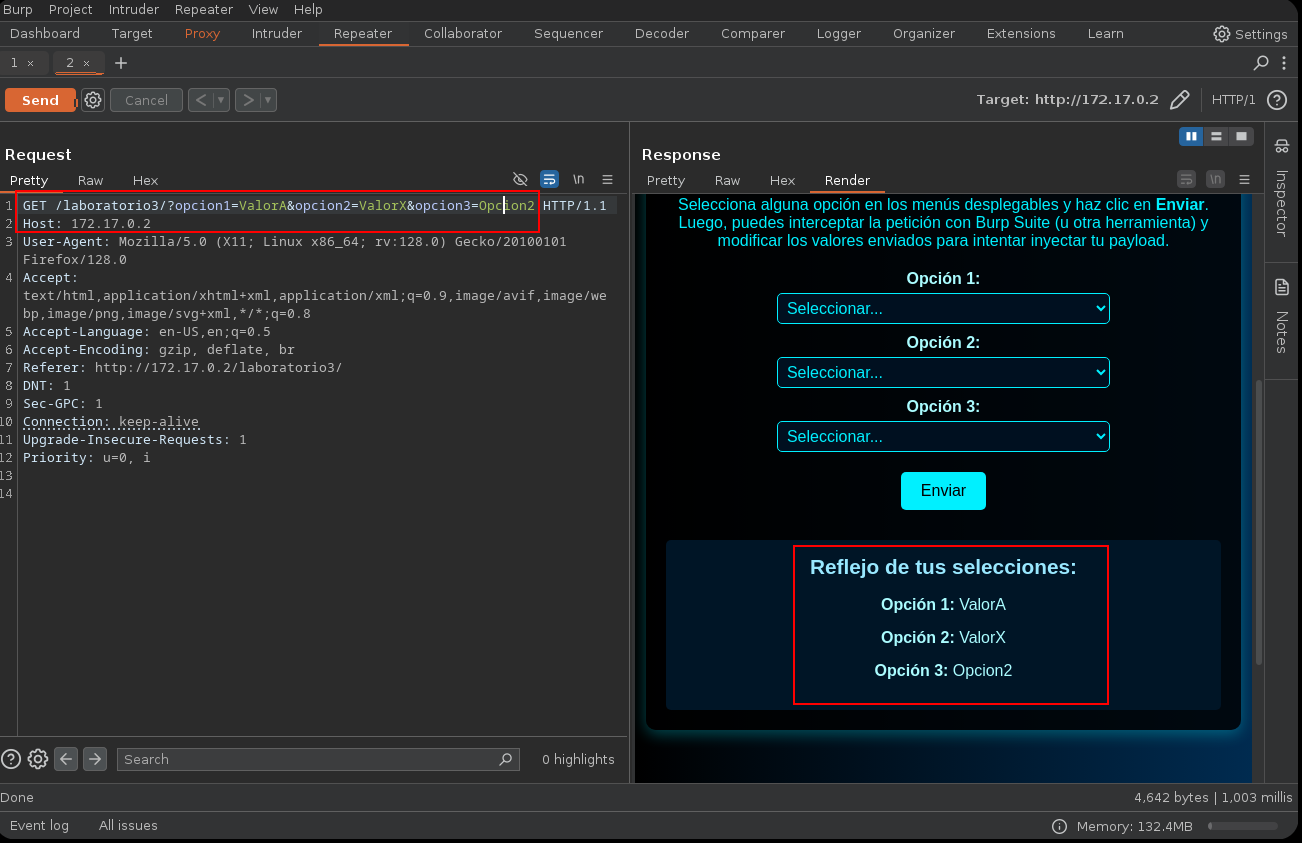 Burp Project Intruder Repeater View Help
Dashboard Target Proxy Intruder Repeater Collaborator Sequencer Decoder Comparer Logger Organizer Extensions Learn Settings
1 × 2 × +
Send Cancel < > Target: http://172.17.0.2 HTTP/1 ?
Request
Pretty Raw Hex \n
1 GET /laboratorio3/?opcion1=ValorA&opcion2=ValorX&opcion3=Opcion2 HTTP/1.1
2 Host: 172.17.0.2
3 User-Agent: Mozilla/5.0 (X11; Linux x86_64; rv:128.0) Gecko/20100101
Firefox/128.0
4 Accept:
text/html,application/xhtml+xml,application/xml;q=0.9,image/avif,image/we
bp,image/png,image/svg+xml,*/*;q=0.8
5 Accept-Language: en-US,en;q=0.5
6 Accept-Encoding: gzip, deflate, br
7 Referer: http://172.17.0.2/laboratorio3/
8 DNT: 1
9 Sec-GPC: 1
10 Connection: keep-alive
11 Upgrade-Insecure-Requests: 1
12 Priority: u=0, i
13
14
? Search 0 highlights
Response
Pretty Raw Hex Render \n
Selecciona alguna opción en los menús desplegables y haz clic en Enviar.
Luego, puedes interceptar la petición con Burp Suite (u otra herramienta) y
modificar los valores enviados para intentar inyectar tu payload.
Opción 1:
Seleccionar...
Opción 2:
Seleccionar...
Opción 3:
Seleccionar...
Enviar
Reflejo de tus selecciones:
Opción 1: ValorA
Opción 2: ValorX
Opción 3: Opcion2
Inspector
Notes
Done 4,642 bytes | 1,003 millis
Event log All issues Memory: 132.4MB